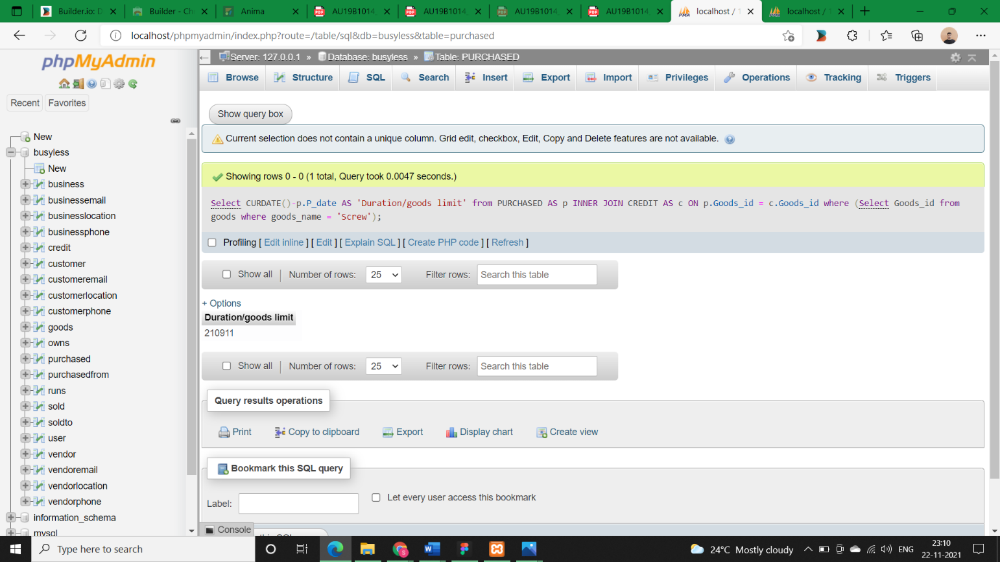 Builder.io: D
Builder - Ch
Anima
AU19B1014
AU19B1014
AU19B1014
AU19B1014
localhost / 1
localhost / 1
localhost/phpmyadmin/index.php?route=/table/sql&db=busyless&table=purchased
phpMyAdmin
Recent
Favorites
New
busyless
New
business
businessemail
businesslocation
businessphone
credit
customer
customeremail
customerlocation
customerphone
goods
owns
purchased
purchasedfrom
runs
sold
soldto
user
vendor
vendoremail
vendorlocation
vendorphone
information_schema
mysql
Server: 127.0.0.1 » Database: busyless » Table: PURCHASED
Browse Structure SQL Search Insert Export Import Privileges Operations Tracking Triggers
Show query box
Current selection does not contain a unique column. Grid edit, checkbox, Edit, Copy and Delete features are not available.
Showing rows 0 - 0 (1 total, Query took 0.0047 seconds.)
Select CURDATE()-p.P_date AS 'Duration/goods limit' from PURCHASED AS p INNER JOIN CREDIT AS c ON p.Goods_id = c.Goods_id where (Select Goods_id from
goods where goods_name = 'Screw');
Profiling [ Edit inline ] [ Edit ] [ Explain SQL ] [ Create PHP code ] [ Refresh ]
Show all | Number of rows: 25 Filter rows: Search this table
+ Options
Duration/goods limit
210911
Show all | Number of rows: 25 Filter rows: Search this table
Query results operations
Print Copy to clipboard Export Display chart Create view
Bookmark this SQL query
Label:
Let every user access this bookmark
Console
Type here to search
24°C Mostly cloudy
ENG
23:10
22-11-2021